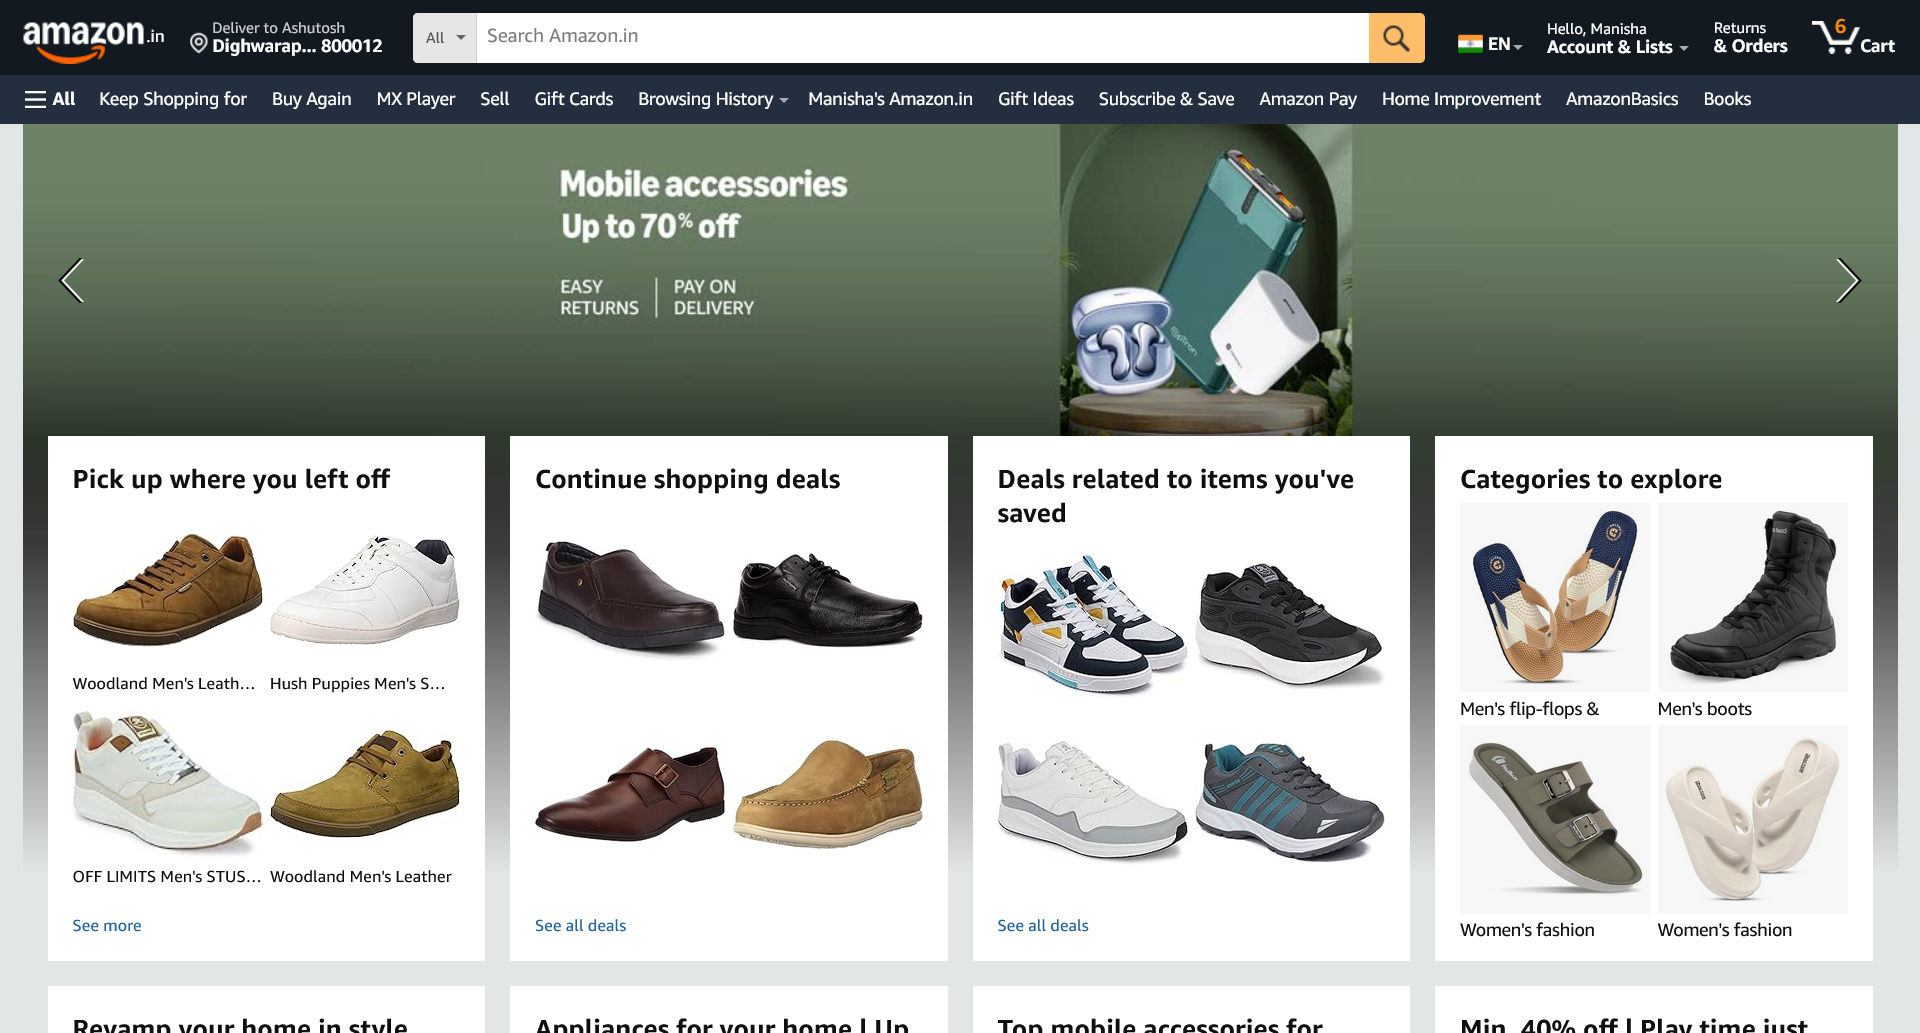 amazon.in
Deliver to Ashutosh
Dighwarap... 800012
All
Search Amazon.in
EN
Hello, Manisha
Account & Lists
Returns
& Orders
6
Cart
All
Keep Shopping for
Buy Again
MX Player
Sell
Gift Cards
Browsing History
Manisha's Amazon.in
Gift Ideas
Subscribe & Save
Amazon Pay
Home Improvement
AmazonBasics
Books
Mobile accessories
Up to 70% off
EASY
RETURNS
PAY ON
DELIVERY
Pick up where you left off
Woodland Men's Leath...
Hush Puppies Men's S...
OFF LIMITS Men's STUS...
Woodland Men's Leather
See more
Continue shopping deals
See all deals
Deals related to items you've
saved
See all deals
Categories to explore
Men's flip-flops &
Men's boots
Women's fashion
Women's fashion
Revamp your home in style
Appliances for your home | Up
Top mobile accessories for
Min. 40% off | Play time just